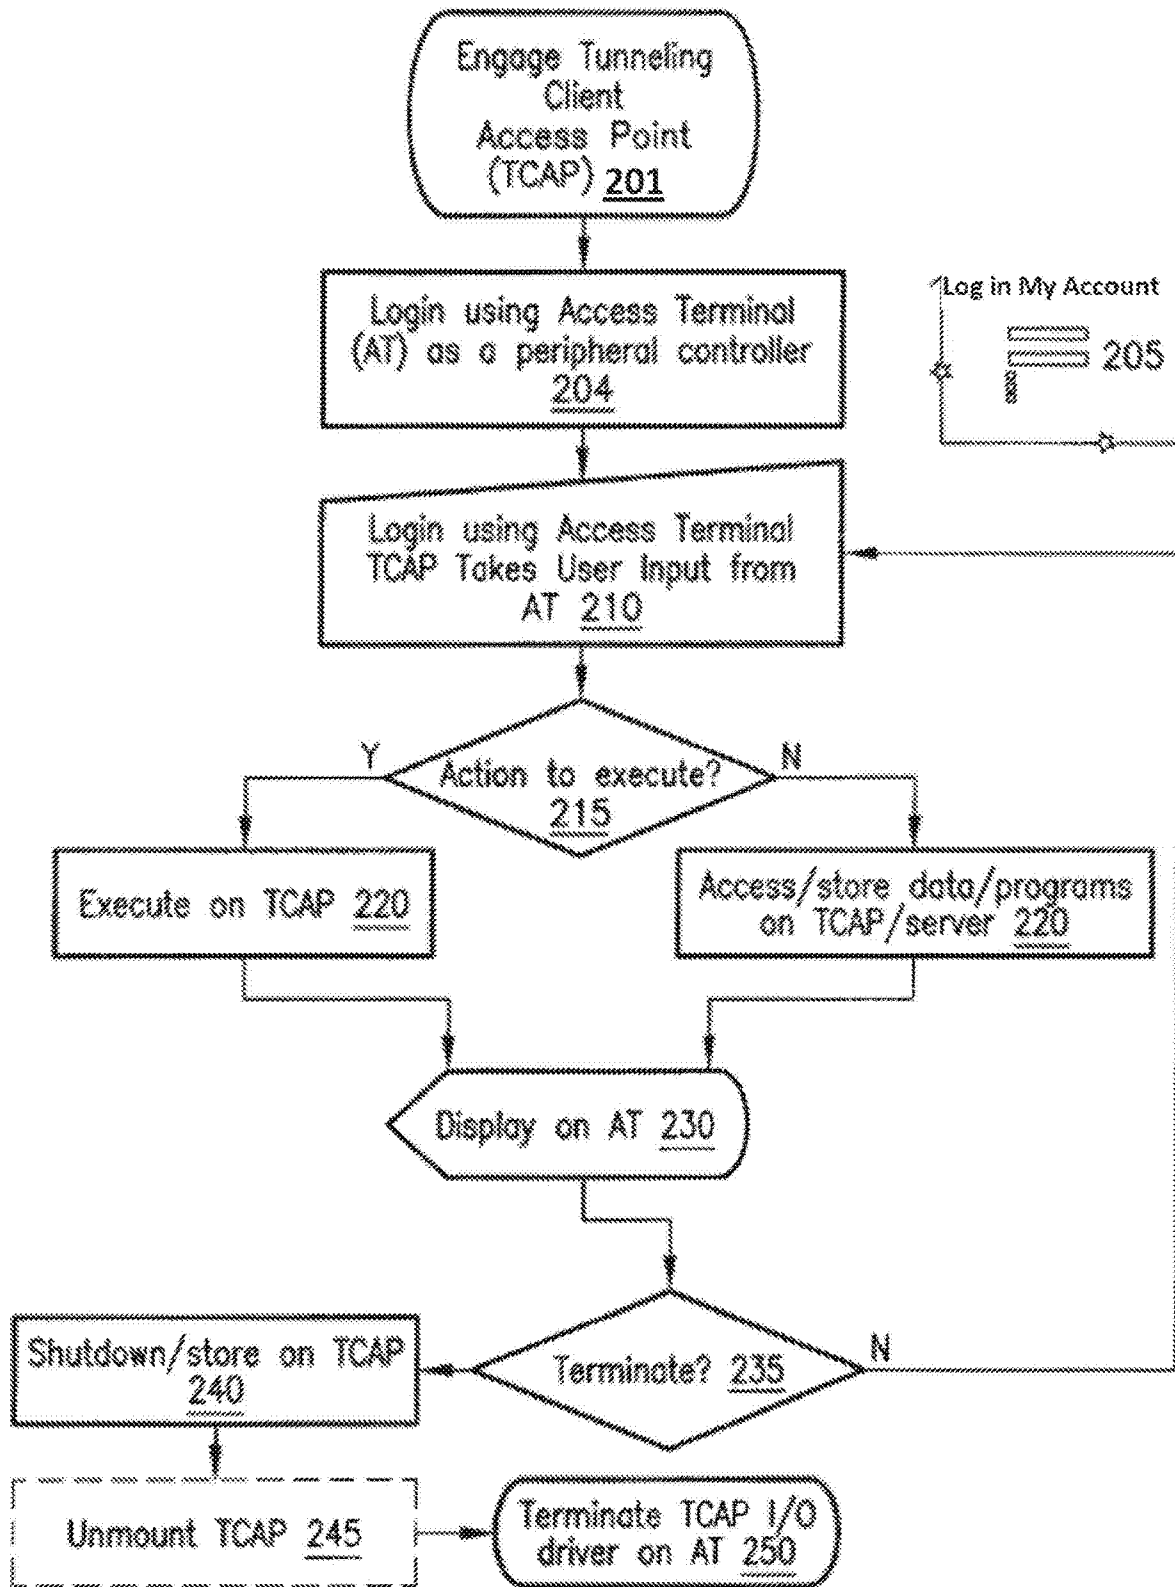 Engage Tunneling
Client
Access Point
(TCAP) 201
Login using Access Terminal
(AT) as a peripheral controller
204
Log in My Account
205
Login using Access Terminal
TCAP Takes User Input from
AT 210
Y
N
Action to execute?
215
Execute on TCAP 220
Access/store data/programs
on TCAP/server 220
Display on AT 230
Shutdown/store on TCAP
240
Terminate? 235
N
Unmount TCAP 245
Terminate TCAP I/O
driver on AT 250